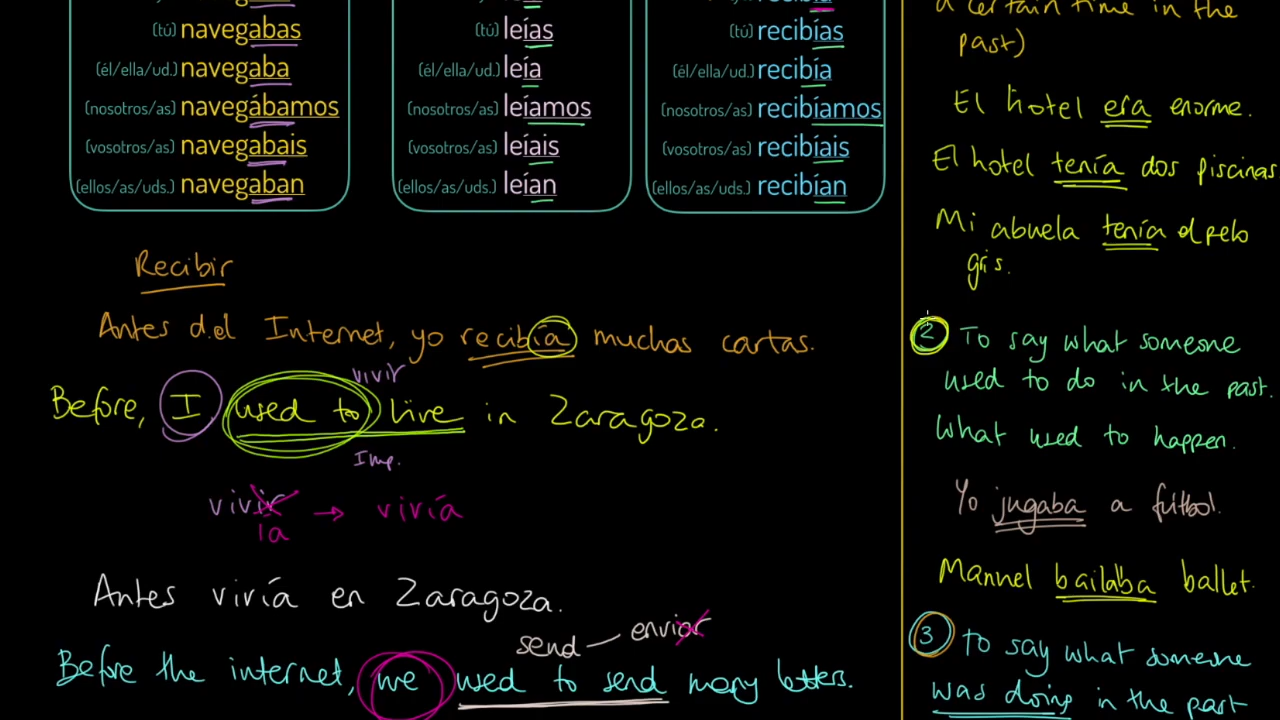 (tú) navegabas
(él/ella/ud.) navegaba
(nosotros/as) navegábamos
(vosotros/as) navegabais
(ellos/as/uds.) navegaban
(tú) leías
(él/ella/ud.) leía
(nosotros/as) leíamos
(vosotros/as) leíais
(ellos/as/uds.) leían
(tú) recibías
(él/ella/ud.) recibía
(nosotros/as) recibíamos
(vosotros/as) recibíais
(ellos/as/uds.) recibían
Recibir
Antes del Internet, yo recibía muchas cartas.
vivir
Before, I used to live in Zaragoza.
Imp.
vivir → vivía
ía
Antes vivía en Zaragoza.
send – enviar
Before the internet, we used to send many letters.
a certain time in the
past)
El hotel era enorme.
El hotel tenía dos piscinas
Mi abuela tenía el pelo
gris.
2 To say what someone
used to do in the past.
What used to happen.
Yo jugaba a fútbol.
Manuel bailaba ballet.
3 To say what someone
was doing in the past